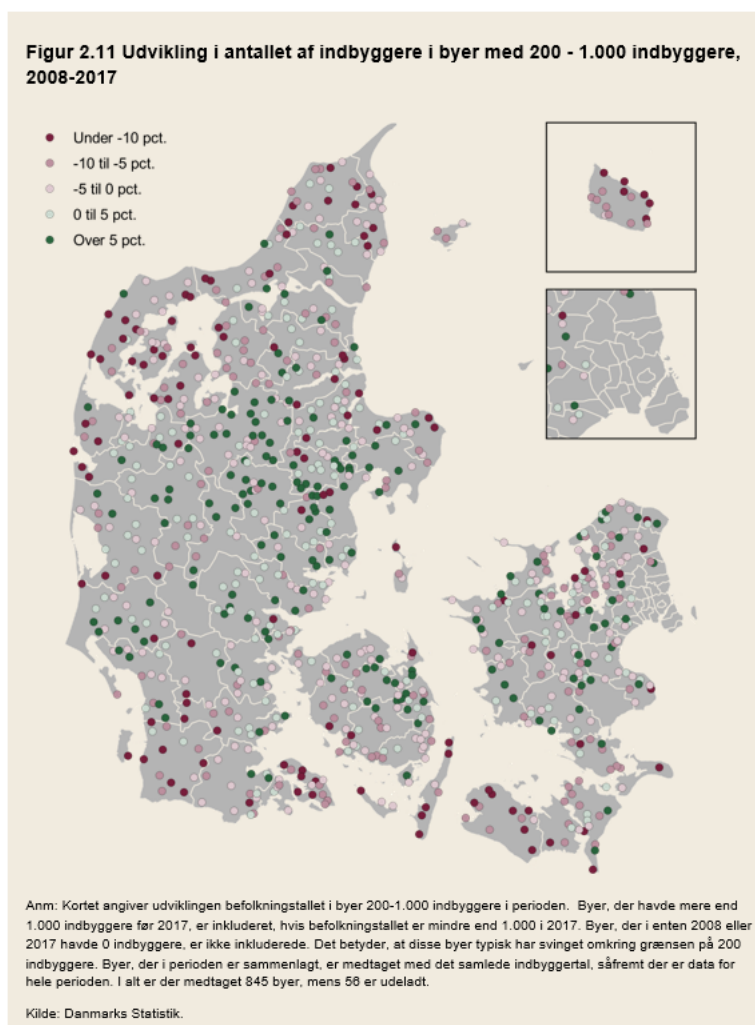 Figur 2.11 Udvikling i antallet af indbyggere i byer med 200 - 1.000 indbyggere,
2008-2017
Under -10 pct.
-10 til -5 pct.
-5 til 0 pct.
0 til 5 pct.
Over 5 pct.
Anm: Kortet angiver udviklingen befolkningstallet i byer 200-1.000 indbyggere i perioden. Byer, der havde mere end
1.000 indbyggere før 2017, er inkluderet, hvis befolkningstallet er mindre end 1.000 i 2017. Byer, der i enten 2008 eller
2017 havde 0 indbyggere, er ikke inkluderede. Det betyder, at disse byer typisk har svinget omkring grænsen på 200
indbyggere. Byer, der i perioden er sammenlagt, er medtaget med det samlede indbyggertal, såfremt der er data for
hele perioden. I alt er der medtaget 845 byer, mens 56 er udeladt.
Kilde: Danmarks Statistik.